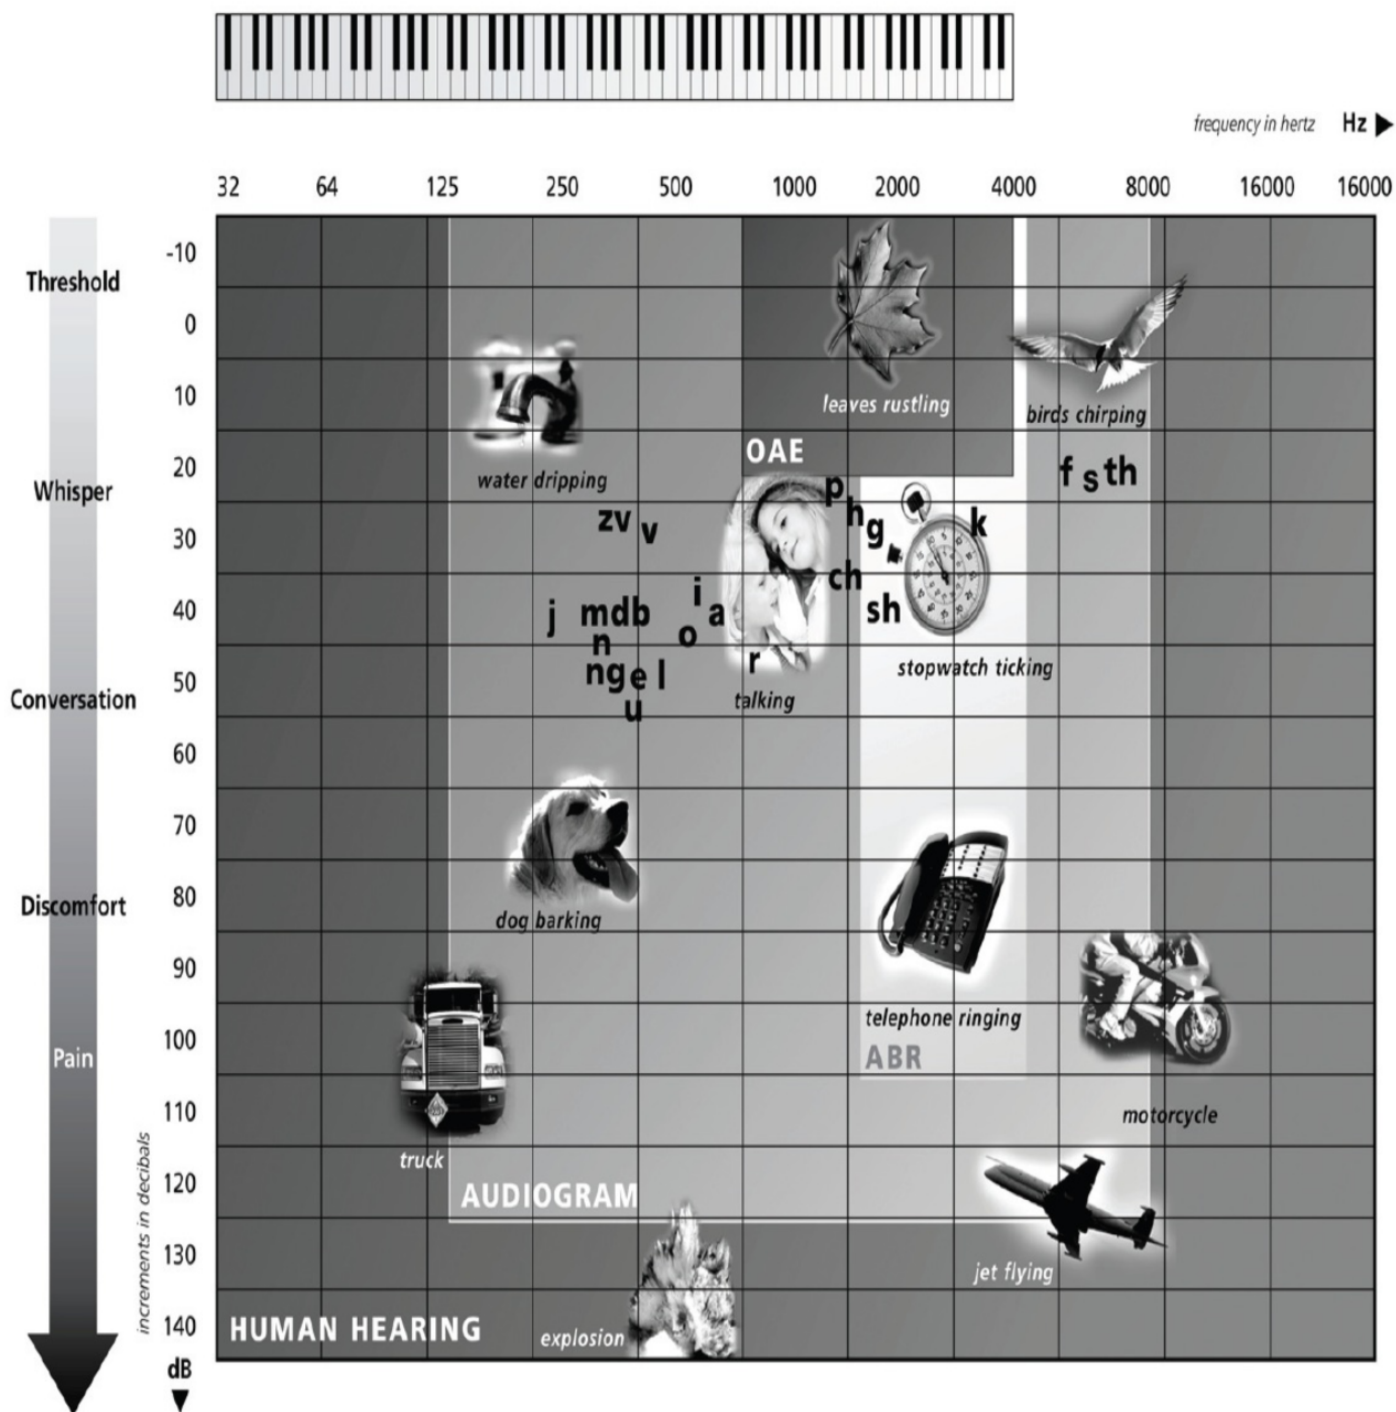 frequency in hertz Hz
32 64 125 250 500 1000 2000 4000 8000 16000 16000
-10
Threshold
0
10
leaves rustling
birds chirping
OAE
20
f s th
water dripping
Whisper
p
zv v
h
g
k
30
ch
i
40
j mdb
a
sh
o
n
r
stopwatch ticking
50
ng e l
Conversation
talking
u
60
70
80
Discomfort
dog barking
90
telephone ringing
100
Pain
ABR
110
motorcycle
truck
120
AUDIOGRAM
increments in decibals
130
jet flying
140
HUMAN HEARING
explosion
dB